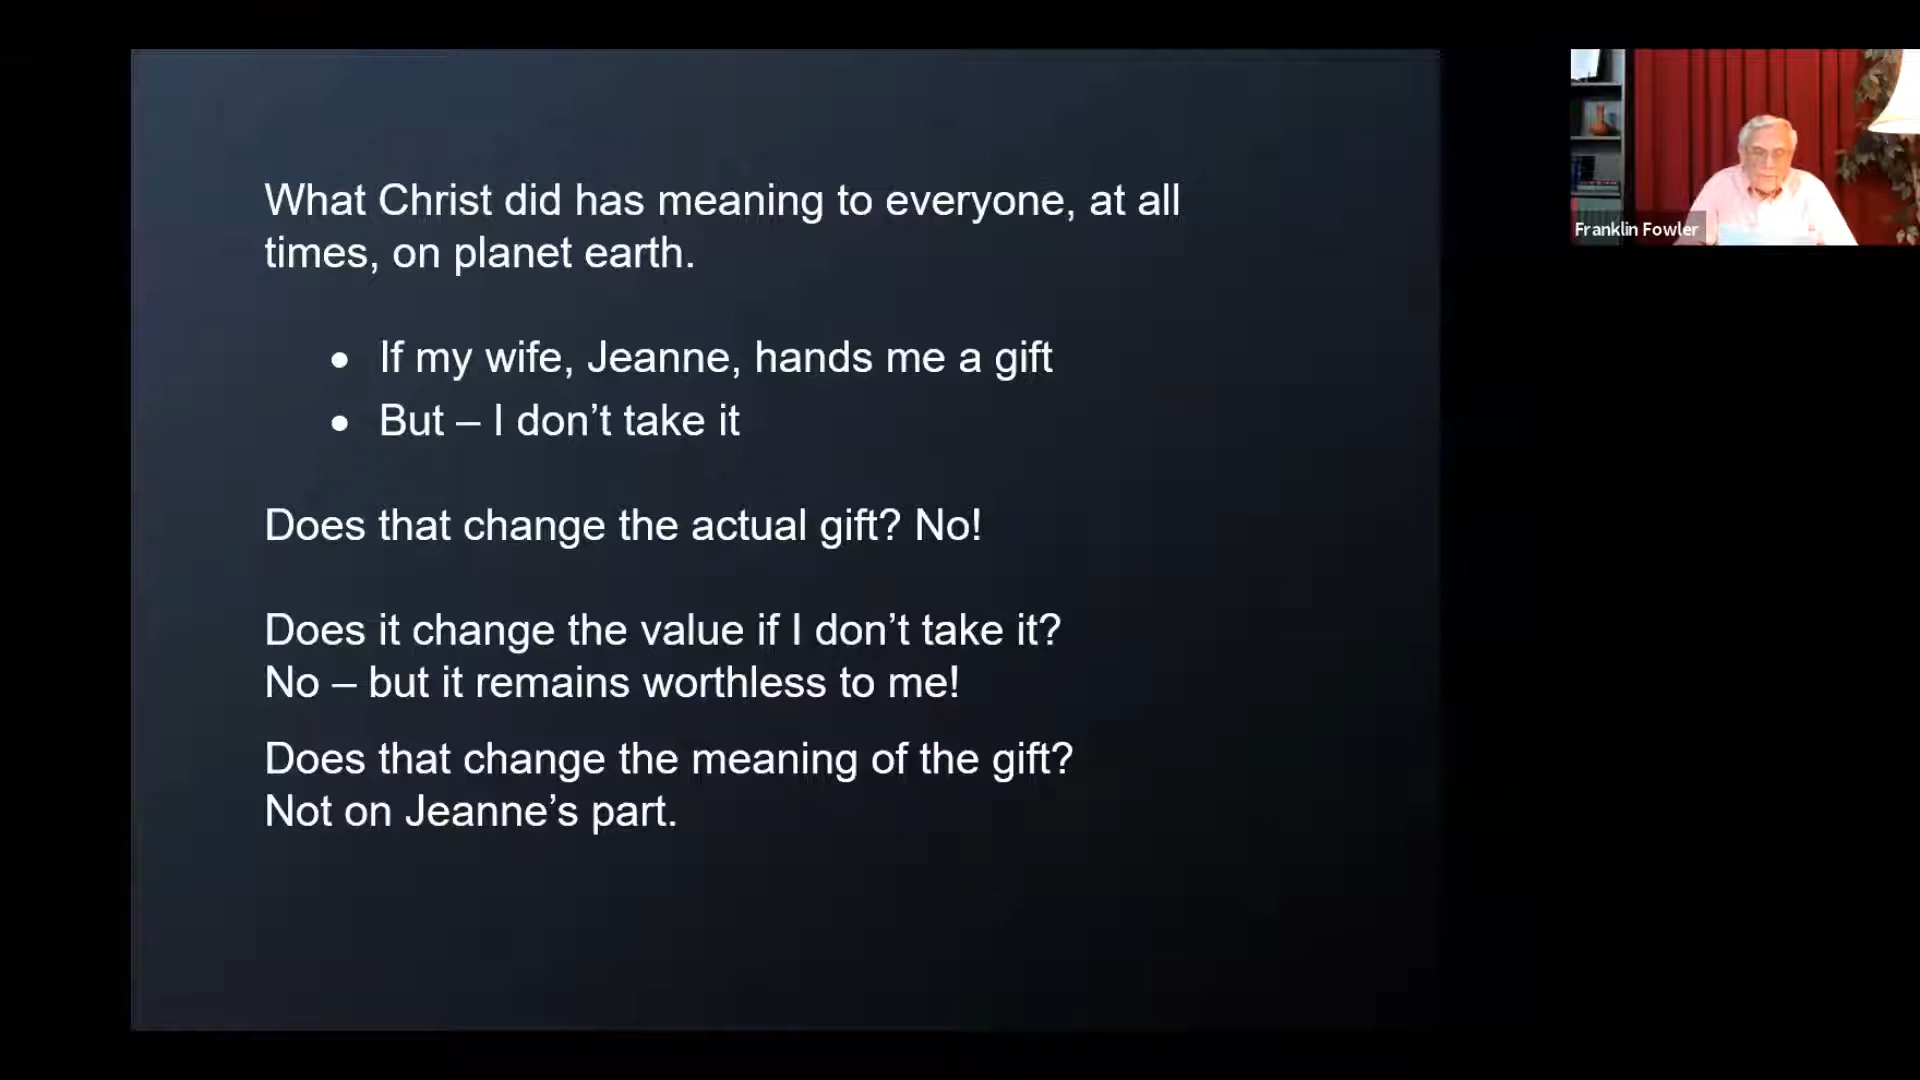 What Christ did has meaning to everyone, at all
times, on planet earth.
• If my wife, Jeanne, hands me a gift
• But – I don’t take it
Does that change the actual gift? No!
Does it change the value if I don’t take it?
No – but it remains worthless to me!
Does that change the meaning of the gift?
Not on Jeanne’s part.
Franklin Fowler